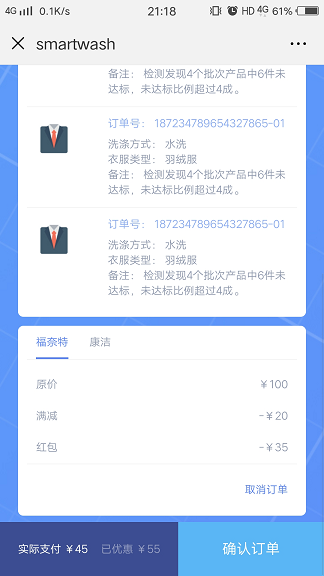 4G 0.1K/s 21:18 HD 4G 61%
smartwash
备注： 检测发现4个批次产品中6件未
达标，未达标比例超过4成。
订单号： 187234789654327865-01
洗涤方式： 水洗
衣服类型： 羽绒服
备注： 检测发现4个批次产品中6件未
达标，未达标比例超过4成。
订单号： 187234789654327865-01
洗涤方式： 水洗
衣服类型： 羽绒服
备注： 检测发现4个批次产品中6件未
达标，未达标比例超过4成。
福奈特 康洁
原价 ￥100
满减 -￥20
红包 -￥35
取消订单
实际支付 ￥45 已优惠 ￥55 确认订单